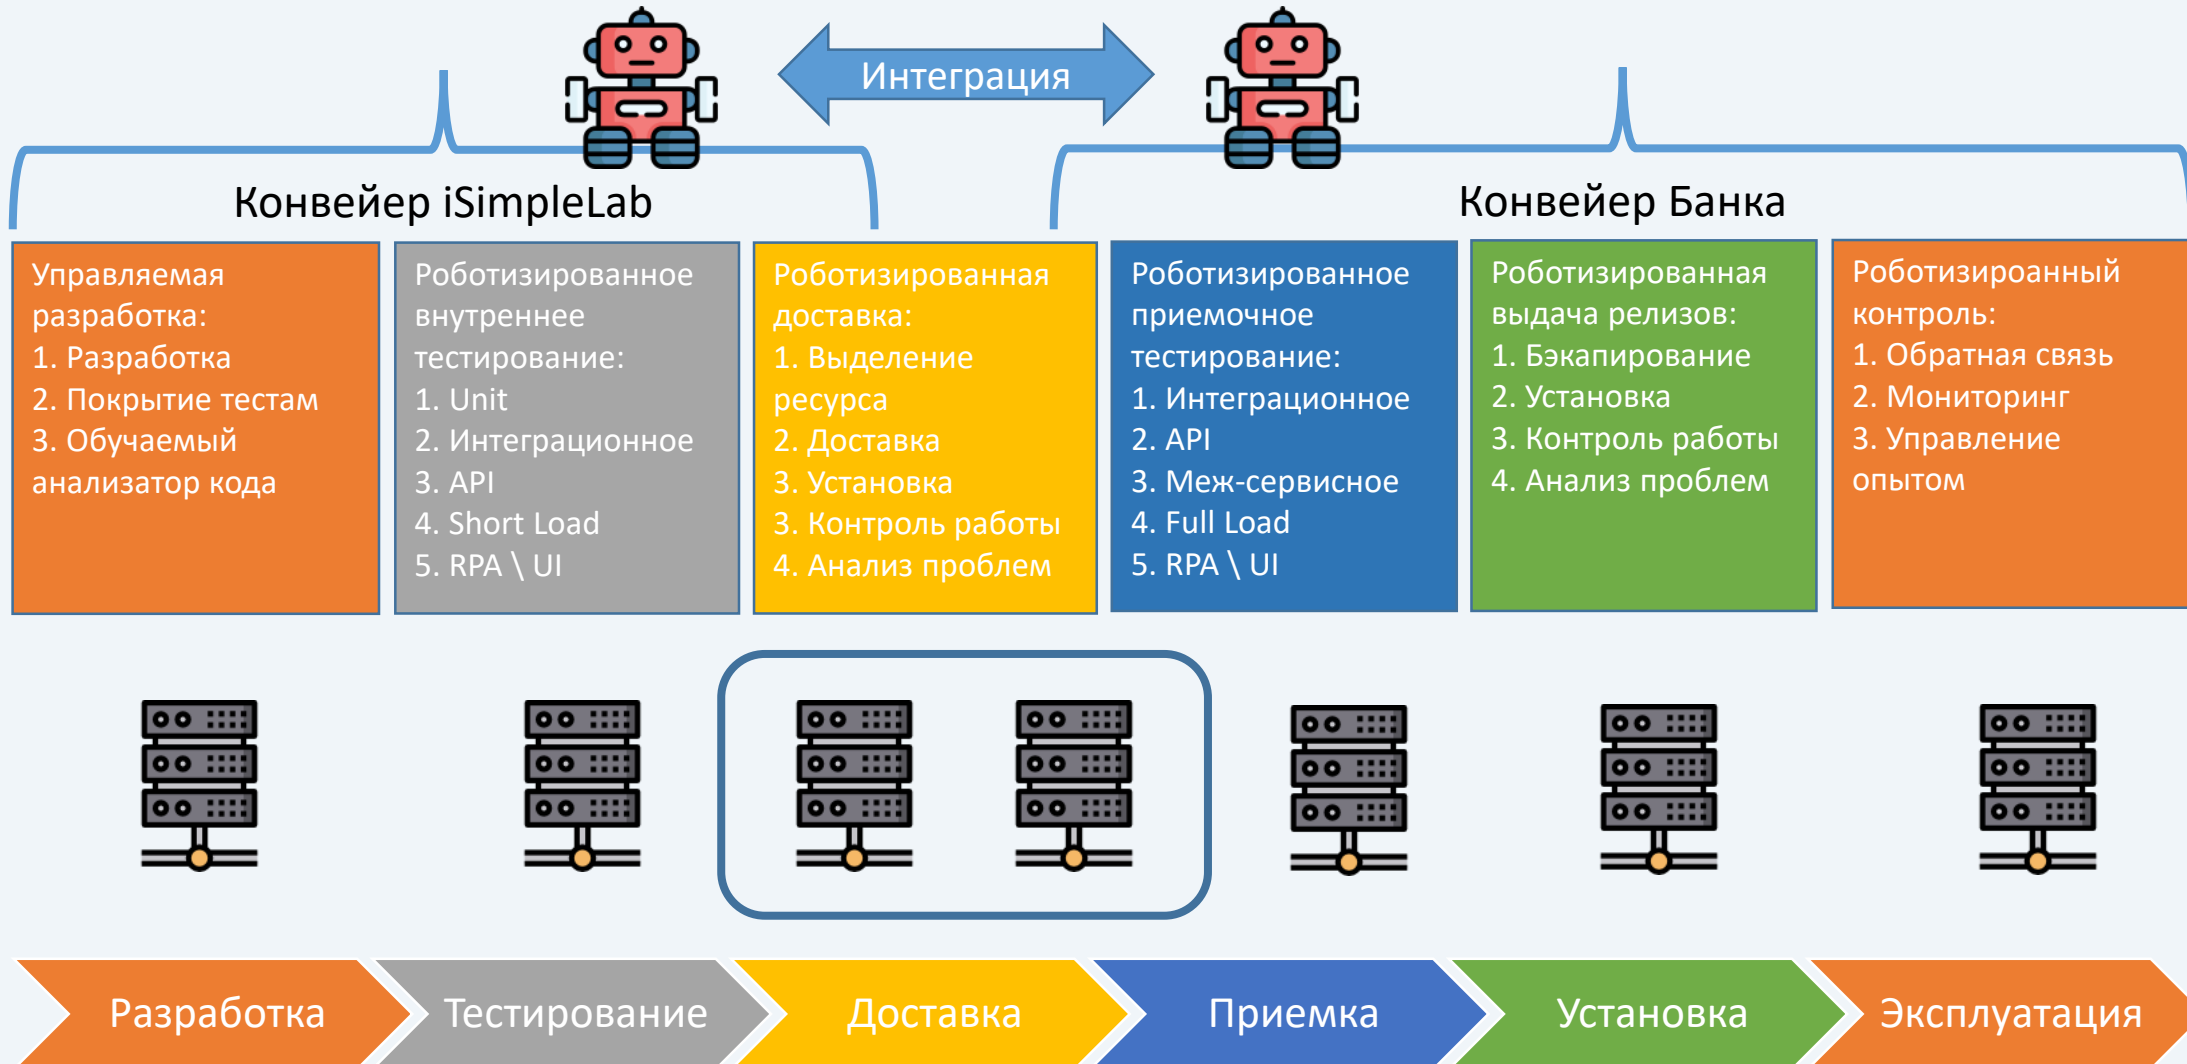 Интеграция
Конвейер iSimpleLab
Конвейер Банка
Управляемая
разработка:
1. Разработка
2. Покрытие тестам
3. Обучаемый
анализатор кода
Роботизированное
внутреннее
тестирование:
1. Unit
2. Интеграционное
3. API
4. Short Load
5. RPA \ UI
Роботизированная
доставка:
1. Выделение
ресурса
2. Доставка
3. Установка
3. Контроль работы
4. Анализ проблем
Роботизированное
приемочное
тестирование:
1. Интеграционное
2. API
3. Меж-сервисное
4. Full Load
5. RPA \ UI
Роботизированная
выдача релизов:
1. Бэкапирование
2. Установка
3. Контроль работы
4. Анализ проблем
Роботизироанный
контроль:
1. Обратная связь
2. Мониторинг
3. Управление
опытом
Разработка
Тестирование
Доставка
Приемка
Установка
Эксплуатация